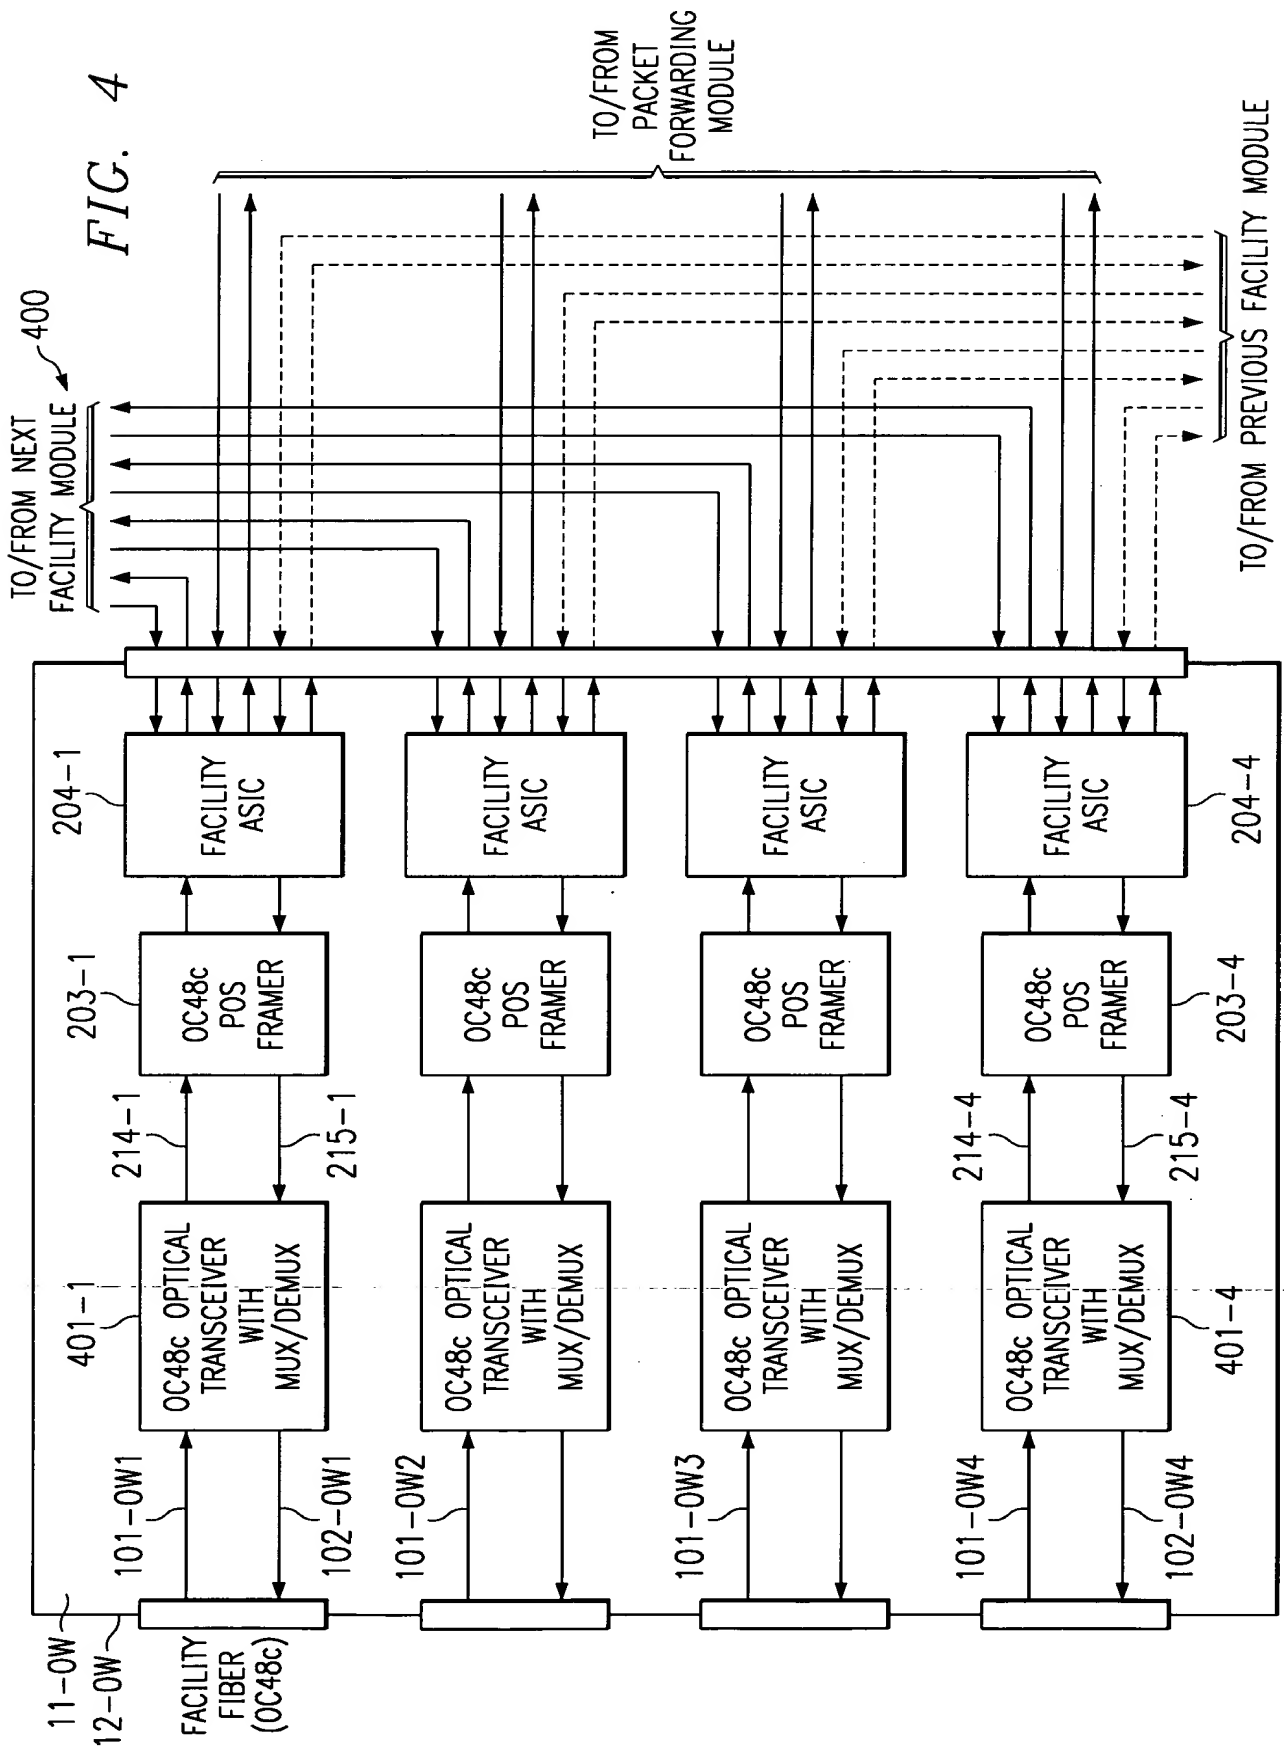 FIG. 4
400
TO/FROM NEXT
FACILITY MODULE
TO/FROM
PACKET
FORWARDING
MODULE
TO/FROM PREVIOUS FACILITY MODULE
11-OW
12-OW
FACILITY
FIBER
(OC48c)
101-OW1
102-OW1
401-1
OC48c OPTICAL
TRANSCEIVER
WITH
MUX/DEMUX
214-1
215-1
203-1
OC48c
POS
FRAMER
204-1
FACILITY
ASIC
101-OW2
OC48c OPTICAL
TRANSCEIVER
WITH
MUX/DEMUX
OC48c
POS
FRAMER
FACILITY
ASIC
101-OW3
OC48c OPTICAL
TRANSCEIVER
WITH
MUX/DEMUX
OC48c
POS
FRAMER
FACILITY
ASIC
101-OW4
102-OW4
OC48c OPTICAL
TRANSCEIVER
WITH
MUX/DEMUX
401-4
214-4
215-4
OC48c
POS
FRAMER
203-4
FACILITY
ASIC
204-4